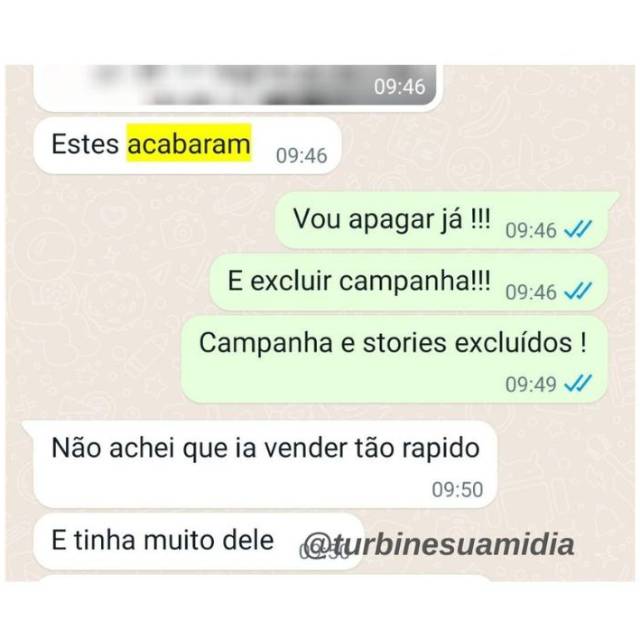 09:46
Estes acabaram 09:46
Vou apagar já !!! 09:46
E excluir campanha!!! 09:46
Campanha e stories excluídos !
09:49
Não achei que ia vender tão rapido
09:50
E tinha muito dele 09:50
@turbinesuamidia